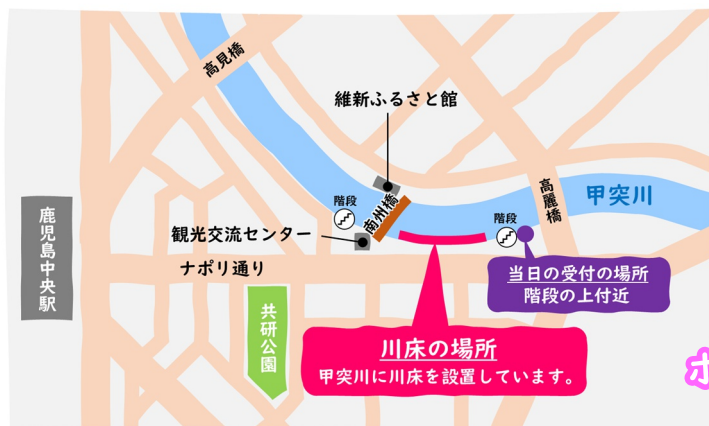 高見橋
維新ふるさと館
階段
南州橋
高麗橋
甲突川
階段
観光交流センター
ナポリ通り
鹿児島中央駅
共研公園
当日の受付の場所
階段の上付近
川床の場所
甲突川に川床を設置しています。